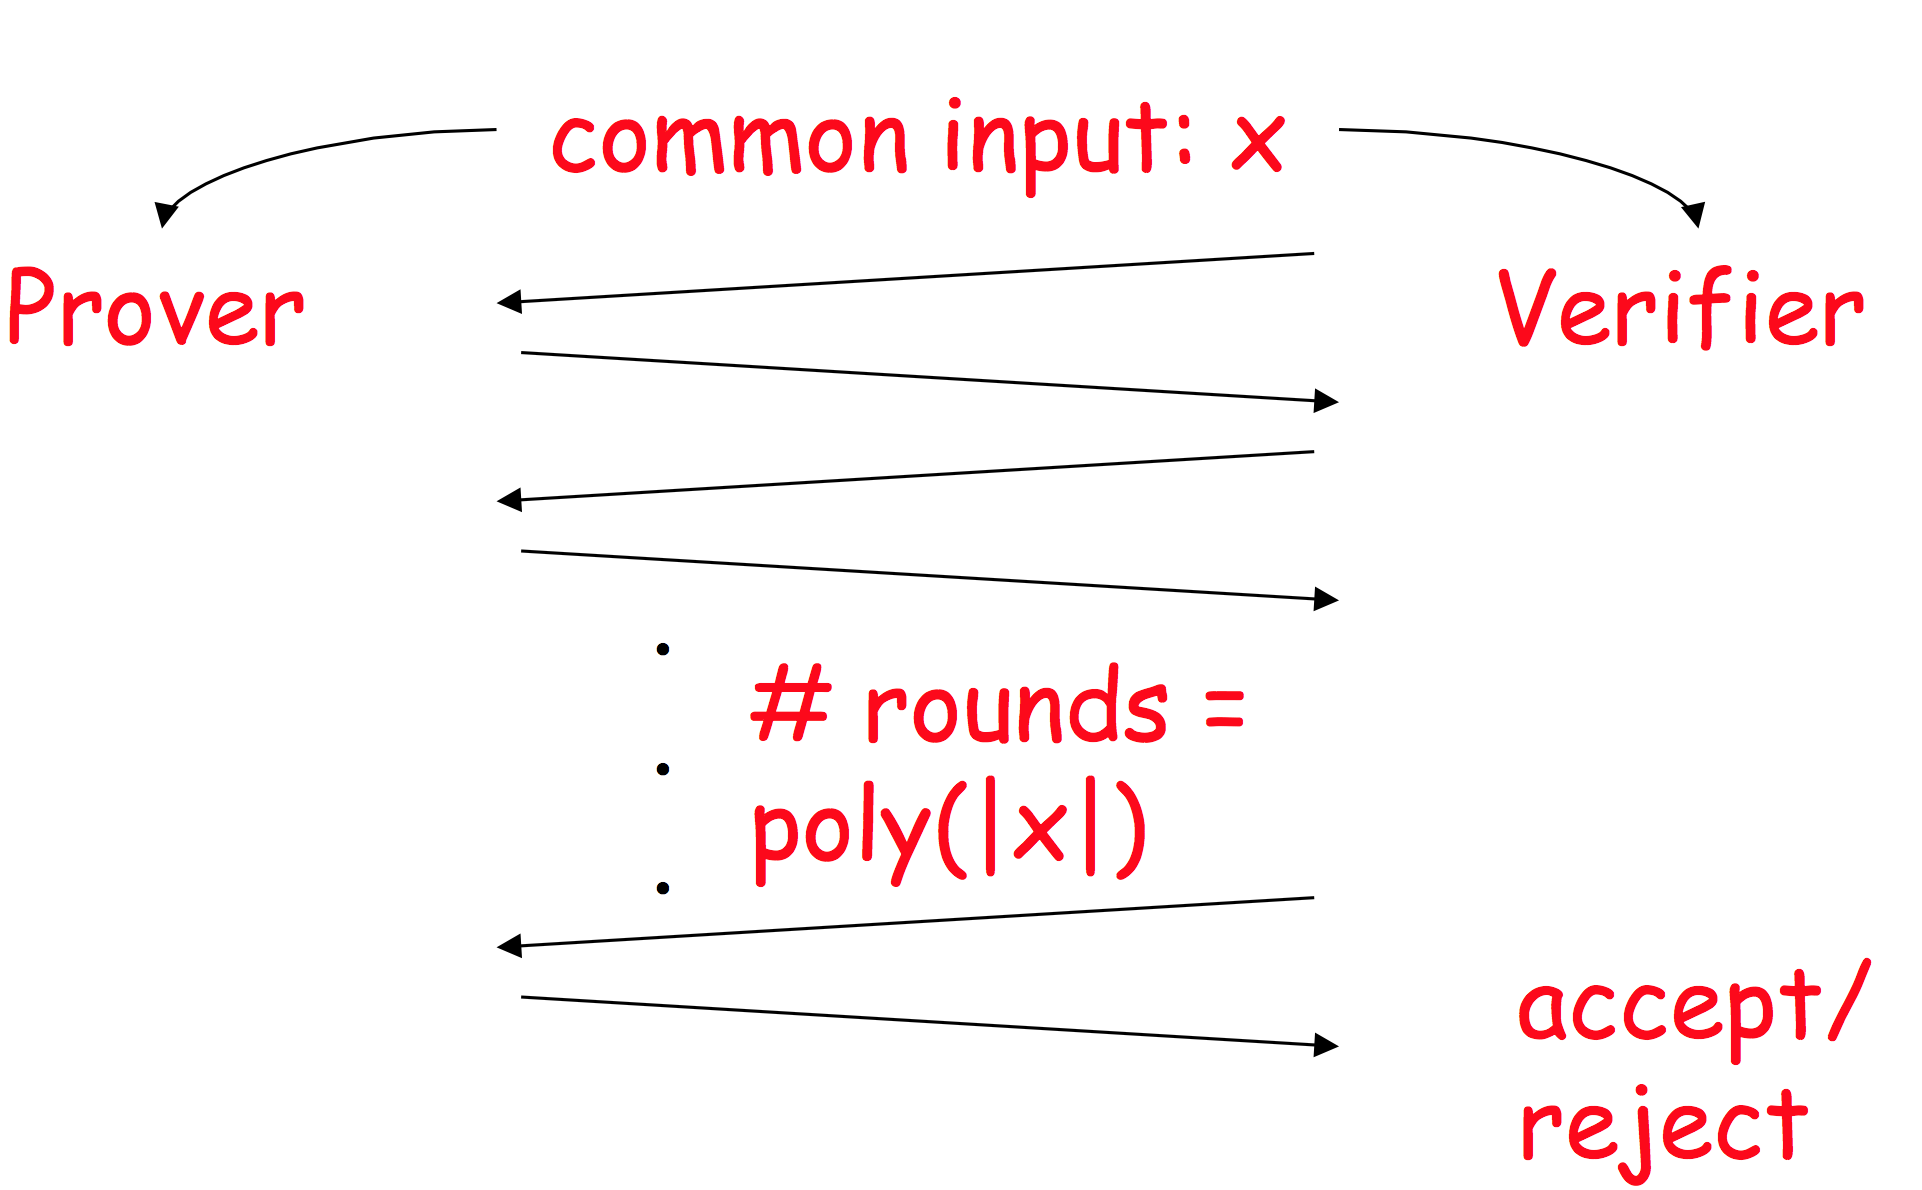 common input: x
Prover
Verifier
# rounds =
poly(|x|)
accept/
reject